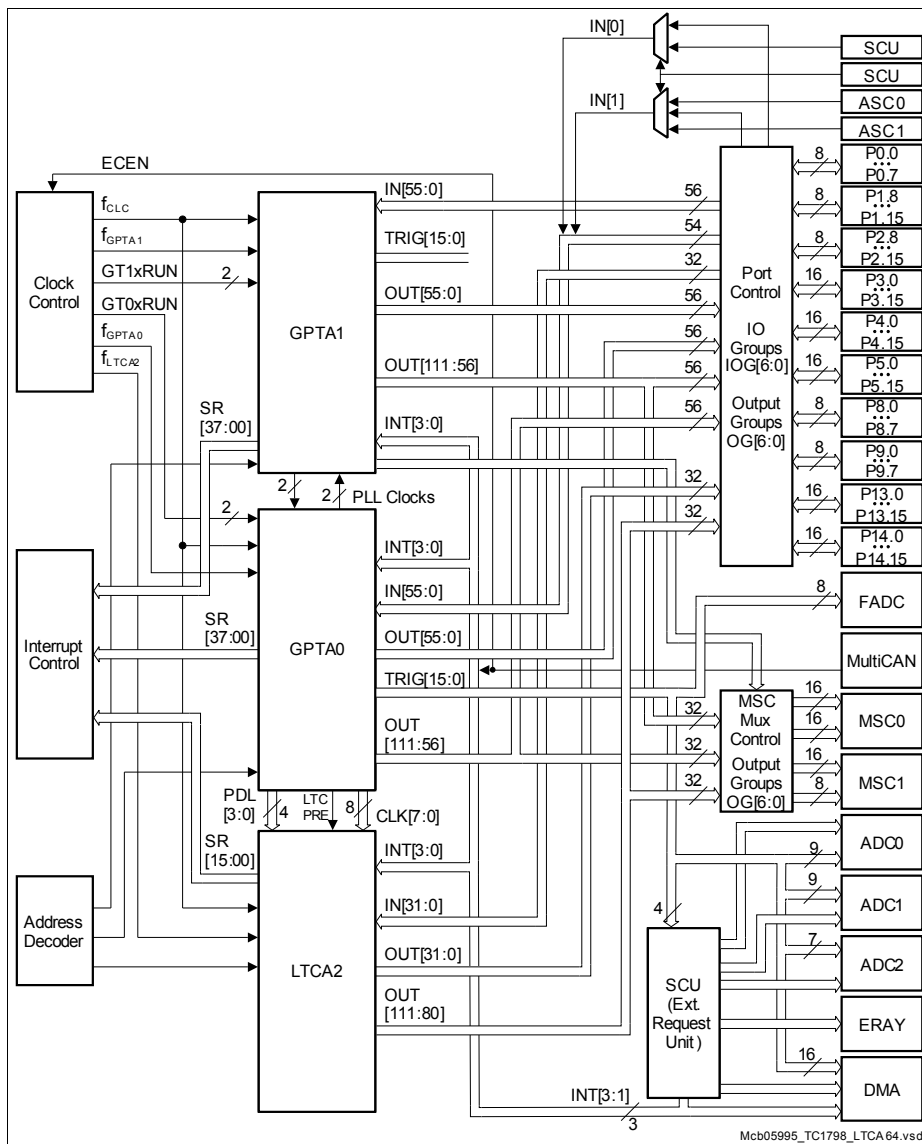 IN[0]
SCU
SCU
IN[1]
ASC0
ASC1
ECEN
8
P0.0
•••
P0.7
fCLC
IN[55:0]
56
8
P1.8
•••
P1.15
fGPTA1
TRIG[15:0]
54
8
P2.8
•••
P2.15
Clock
Control
GT1xRUN
2
32
Port
Control
16
P3.0
•••
P3.15
GT0xRUN
GPTA1
OUT[55:0]
56
IO
Groups
IOG[6:0]
16
P4.0
•••
P4.15
fGPTA0
56
fLTCA2
OUT[111:56]
56
16
P5.0
•••
P5.15
SR
[37:00]
INT[3:0]
56
Output
Groups
OG[6:0]
8
P8.0
•••
P8.7
8
P9.0
•••
P9.7
2
2
PLL Clocks
32
16
P13.0
•••
P13.15
2
32
INT[3:0]
16
P14.0
•••
P14.15
IN[55:0]
8
FADC
Interrupt
Control
SR
[37:00]
GPTA0
OUT[55:0]
MultiCAN
TRIG[15:0]
32
MSC
Mux
Control
16
MSC0
16
OUT
[111:56]
32
Output
Groups
OG[6:0]
16
MSC1
8
32
PDL
[3:0]
4
LTC
PRE
8
CLK[7:0]
SR
[15:00]
INT[3:0]
9
ADC0
9
ADC1
Address
Decoder
IN[31:0]
4
7
ADC2
LTCA2
OUT[31:0]
SCU
(Ext.
Request
Unit)
OUT
[111:80]
ERAY
16
DMA
INT[3:1]
3
Mcb05995_TC1798_LTCA64.vsd